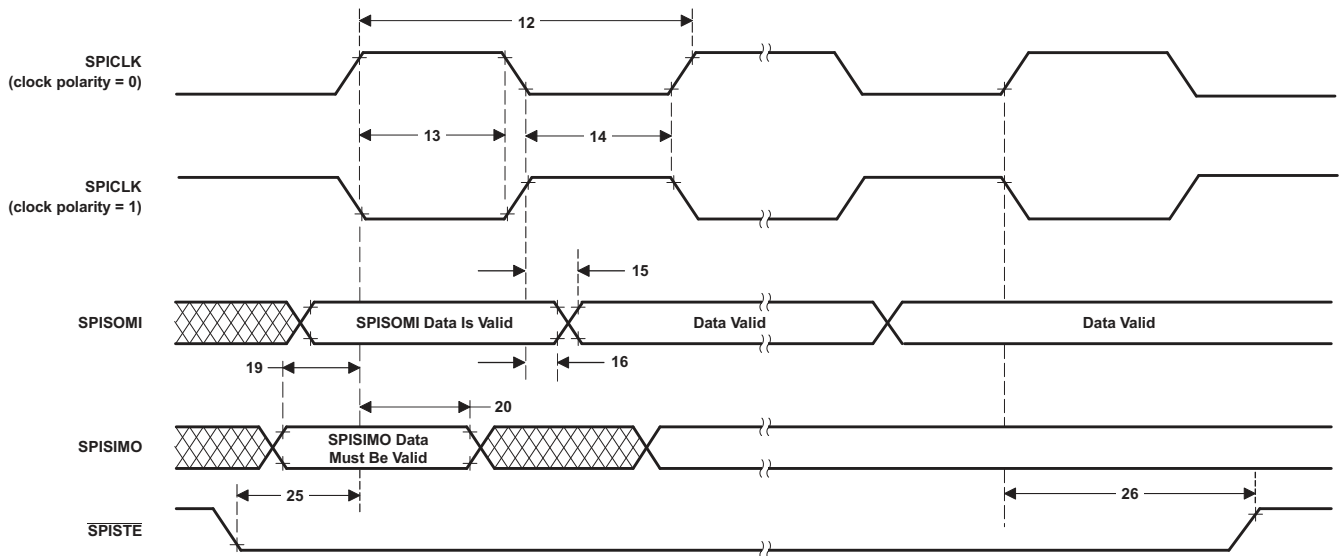 12
SPICLK
(clock polarity = 0)
13
14
SPICLK
(clock polarity = 1)
15
SPISOMI
SPISOMI Data Is Valid
Data Valid
Data Valid
19
16
20
SPISIMO
SPISIMO Data
Must Be Valid
25
26
SPISTE